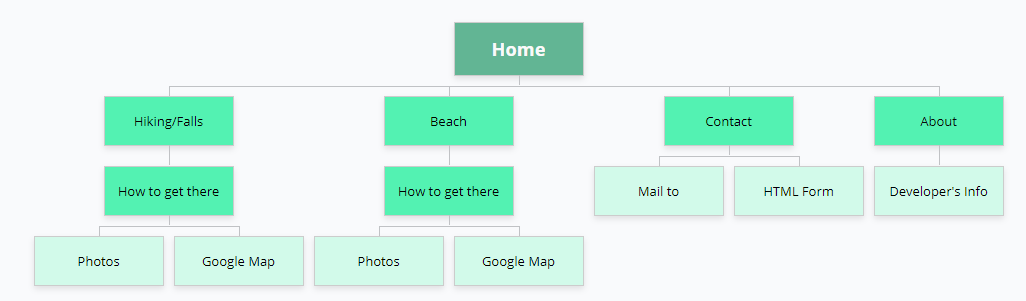 Home
Hiking/Falls
Beach
Contact
About
How to get there
How to get there
Mail to
HTML Form
Developer's Info
Photos
Google Map
Photos
Google Map